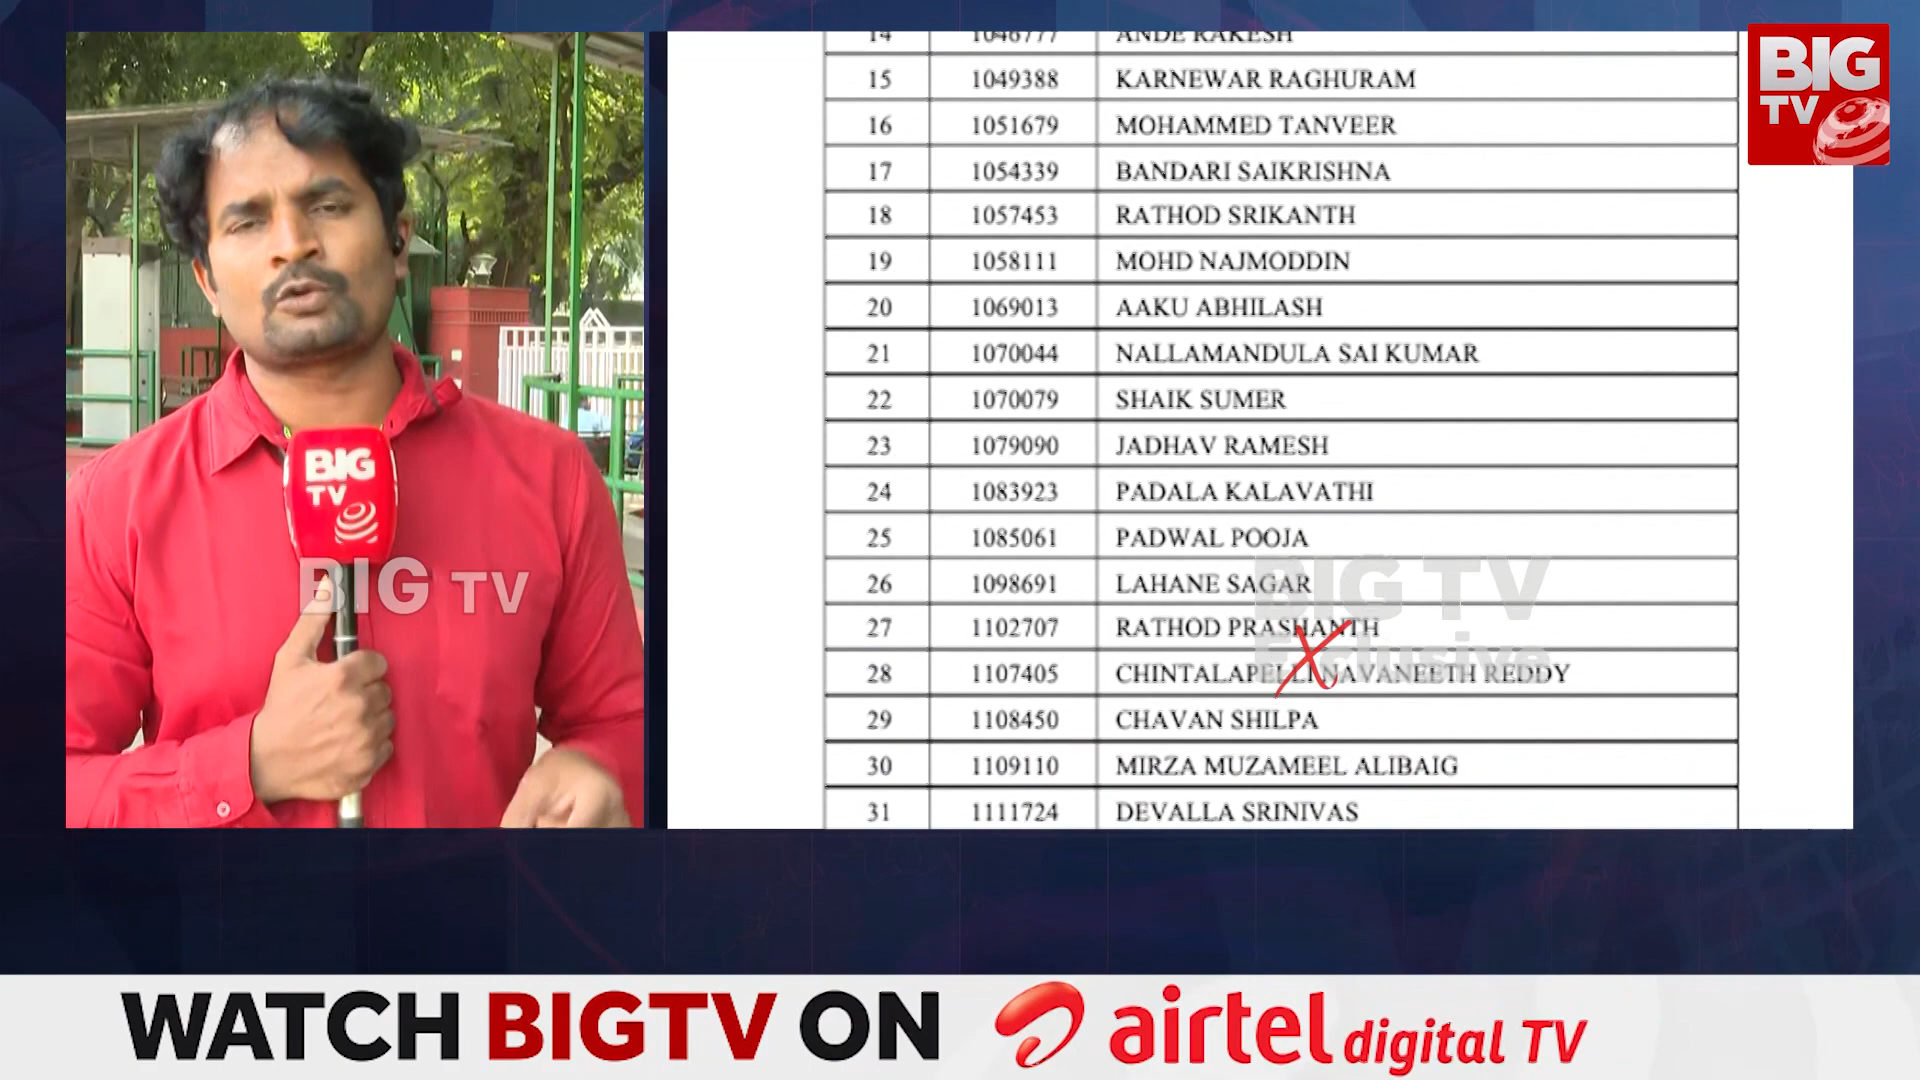 14 1046777 ANDE RAKESH
15 1049388 KARNEWAR RAGHURAM
16 1051679 MOHAMMED TANVEER
17 1054339 BANDARI SAIKRISHNA
18 1057453 RATHOD SRIKANTH
19 1058111 MOHD NAJMODDIN
20 1069013 AAKU ABHILASH
21 1070044 NALLAMANDULA SAI KUMAR
22 1070079 SHAIK SUMER
23 1079090 JADHAV RAMESH
24 1083923 PADALA KALAVATHI
25 1085061 PADWAL POOJA
26 1098691 LAHANE SAGAR
27 1102707 RATHOD PRASHANTH
28 1107405 CHINTALAPELLI NAVANEETH REDDY
29 1108450 CHAVAN SHILPA
30 1109110 MIRZA MUZAMEEL ALIBAIG
31 1111724 DEVALLA SRINIVAS
BIG
TV
BIG
TV
BIG TV
BIG TV
Exclusive
WATCH BIGTV ON airtel digital TV